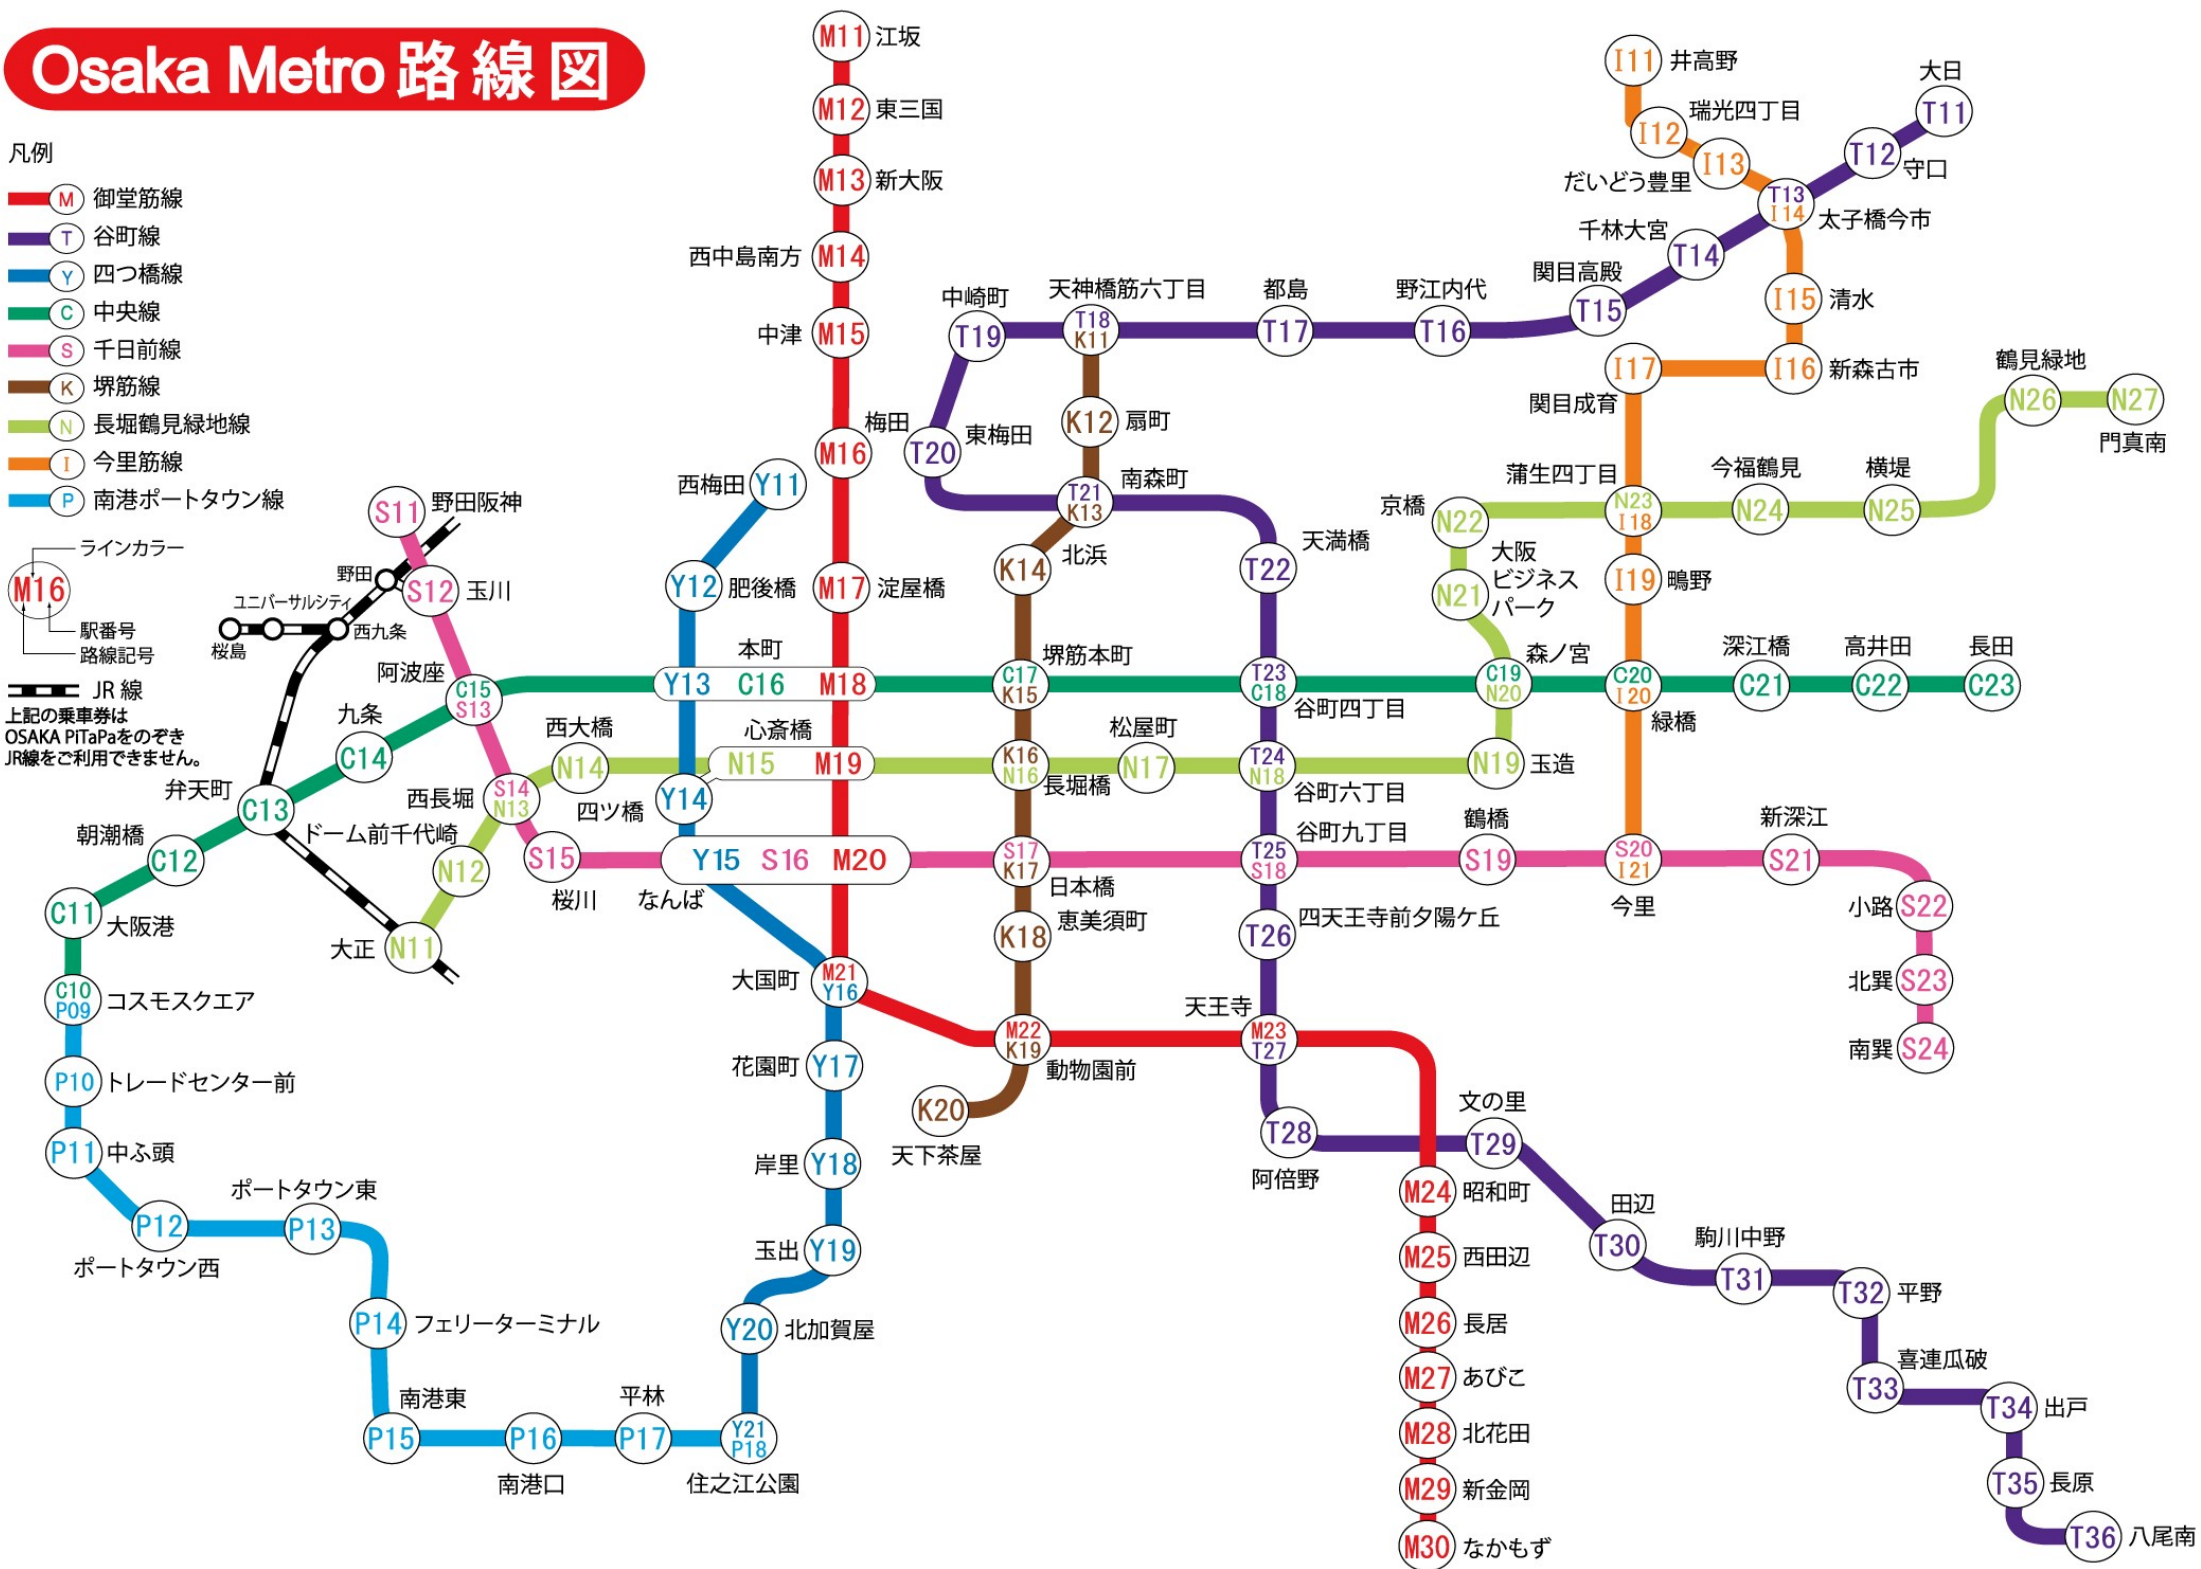 Osaka Metro 路線図
凡例
M 御堂筋線
T 谷町線
Y 四つ橋線
C 中央線
S 千日前線
K 堺筋線
N 長堀鶴見緑地線
I 今里筋線
P 南港ポートタウン線
ラインカラー
M16
駅番号
路線記号
JR 線
上記の乗車券は
OSAKA PiTaPaをのぞき
JR線をご利用できません。
M11 江坂
M12 東三国
M13 新大阪
西中島南方 M14
中津 M15
梅田
M16
M17 淀屋橋
本町
Y13 C16 M18
心斎橋
N15 M19
Y15 S16 M20
なんば
大国町 M21 Y16
M22 K19
動物園前
天王寺
M23 T27
M24 昭和町
M25 西田辺
M26 長居
M27 あびこ
M28 北花田
M29 新金岡
M30 なかもず
大日
T11
T12 守口
T13 I14 太子橋今市
千林大宮
T14
関目高殿
T15
野江内代
T16
都島
T17
天神橋筋六丁目
T18 K11
中崎町
T19
T20 東梅田
南森町
T21 K13
天満橋
T22
T23 C18
谷町四丁目
T24 N18
谷町六丁目
谷町九丁目
T25 S18
T26 四天王寺前夕陽ケ丘
T28
阿倍野
文の里
T29
田辺
T30
駒川中野
T31
T32 平野
喜連瓜破
T33
T34 出戸
T35 長原
T36 八尾南
西梅田 Y11
Y12 肥後橋
四ツ橋 Y14
花園町 Y17
岸里 Y18
玉出 Y19
Y20 北加賀屋
Y21 P18
住之江公園
コスモスクエア
C10 P09
C11 大阪港
朝潮橋
C12
弁天町
C13
九条
C14
阿波座
C15 S13
堺筋本町
C17 K15
森ノ宮
C19 N20
C20 I20
緑橋
深江橋
C21
高井田
C22
長田
C23
S11 野田阪神
S12 玉川
西長堀 S14 N13
S15
桜川
S17 K17
日本橋
鶴橋
S19
S20 I21
今里
新深江
S21
小路 S22
北巽 S23
南巽 S24
K12 扇町
K14 北浜
K16 N16
長堀橋
K18 恵美須町
K20
天下茶屋
大正 N11
ドーム前千代崎
N12
西大橋
N14
松屋町
N17
N19 玉造
大阪
ビジネス
パーク
N21
京橋 N22
蒲生四丁目
N23 I18
今福鶴見
N24
横堤
N25
鶴見緑地
N26
N27
門真南
I11 井高野
瑞光四丁目
I12
I13
だいどう豊里
I15 清水
I16 新森古市
I17
関目成育
I19 鴫野
P10 トレードセンター前
P11 中ふ頭
P12
ポートタウン西
ポートタウン東
P13
P14 フェリーターミナル
南港東
P15
P16
南港口
平林
P17
野田
ユニバーサルシティ
西九条
桜島